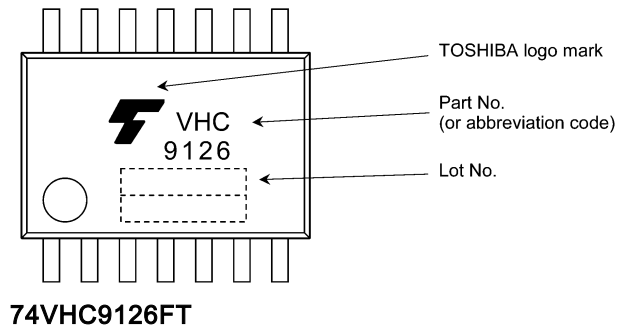 TOSHIBA logo mark
VHC
Part No.
(or abbreviation code)
9126
Lot No.
74VHC9126FT